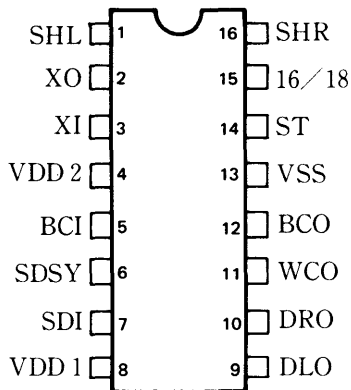 SHL 1 16 SHR
XO 2 15 16/18
XI 3 14 ST
VDD 2 4 13 VSS
BCI 5 12 BCO
SDSY 6 11 WCO
SDI 7 10 DRO
VDD 1 8 9 DLO